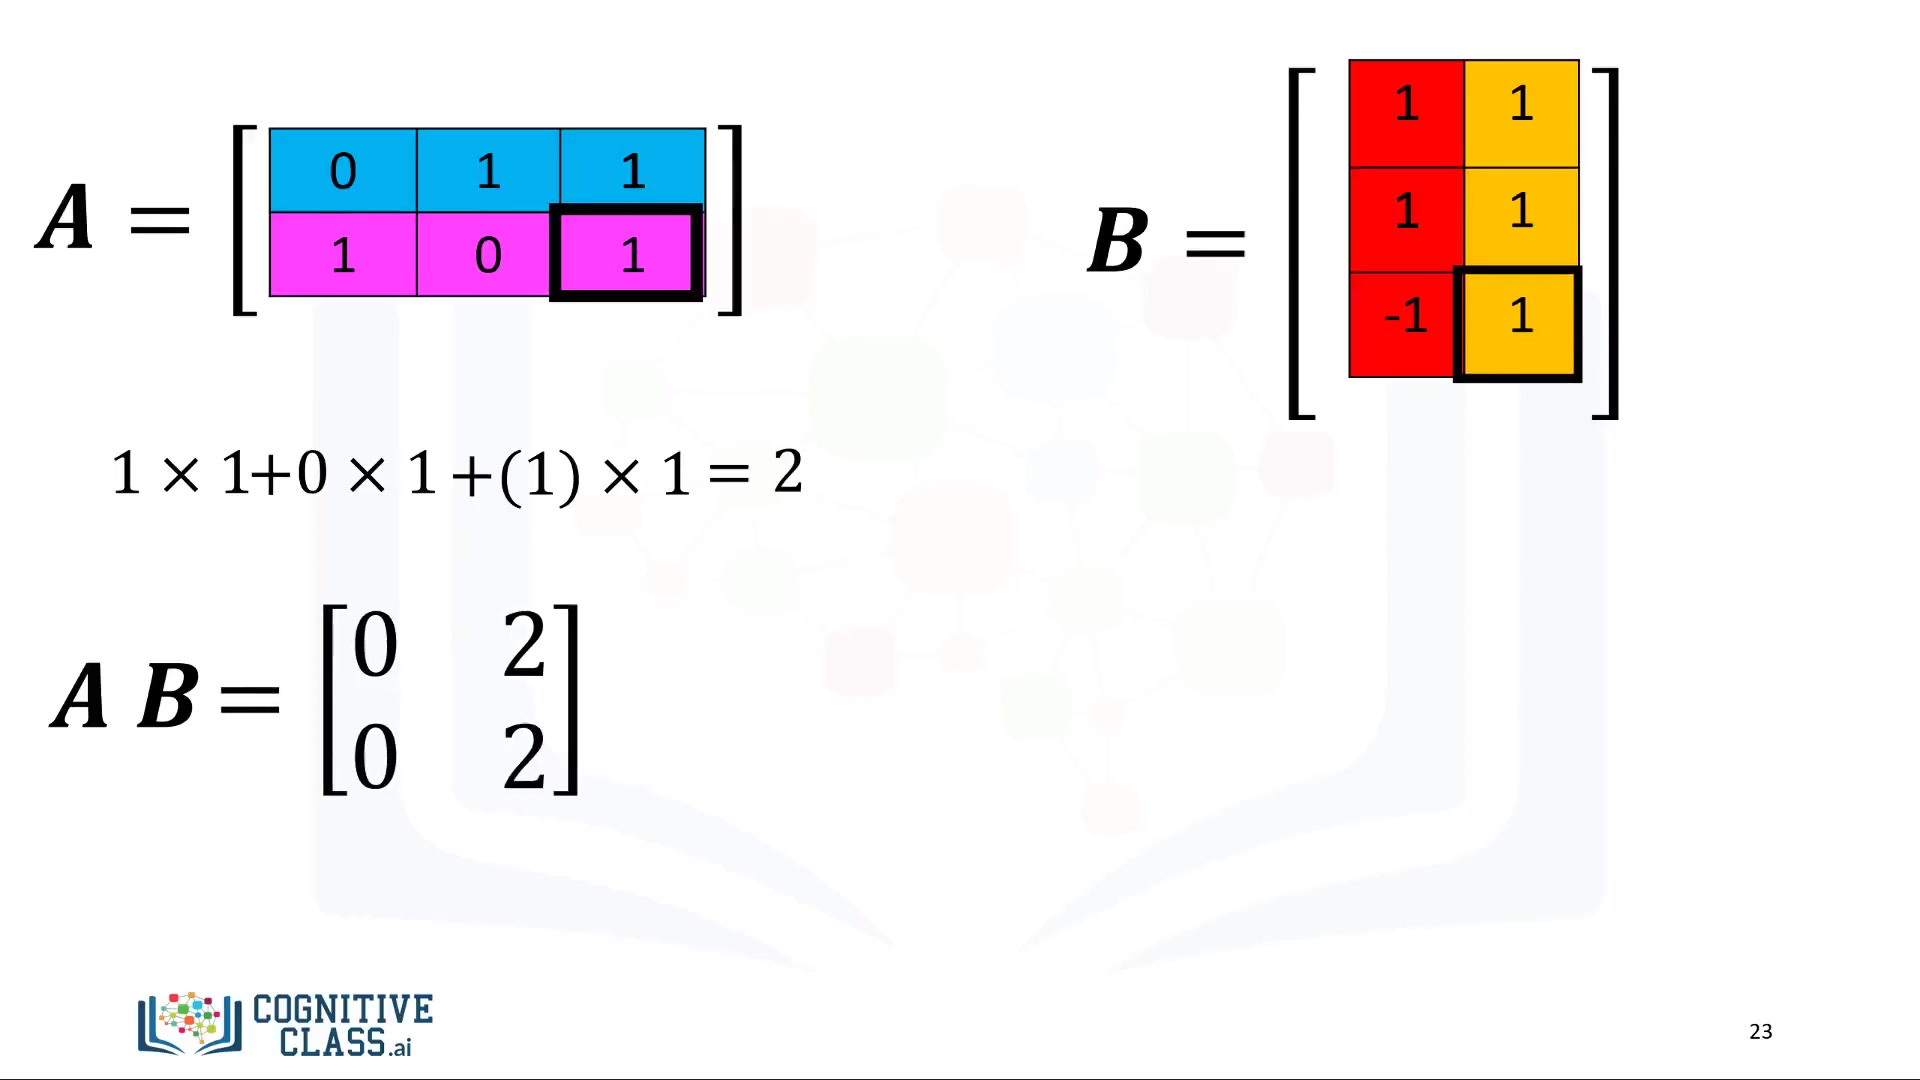 A = [ 0 1 1
1 0 1 ]
B = [ 1 1
1 1
-1 1 ]
1 × 1+0 × 1 +(1) × 1 = 2
A B = [ 0 2
0 2 ]
COGNITIVE
CLASS.ai
23